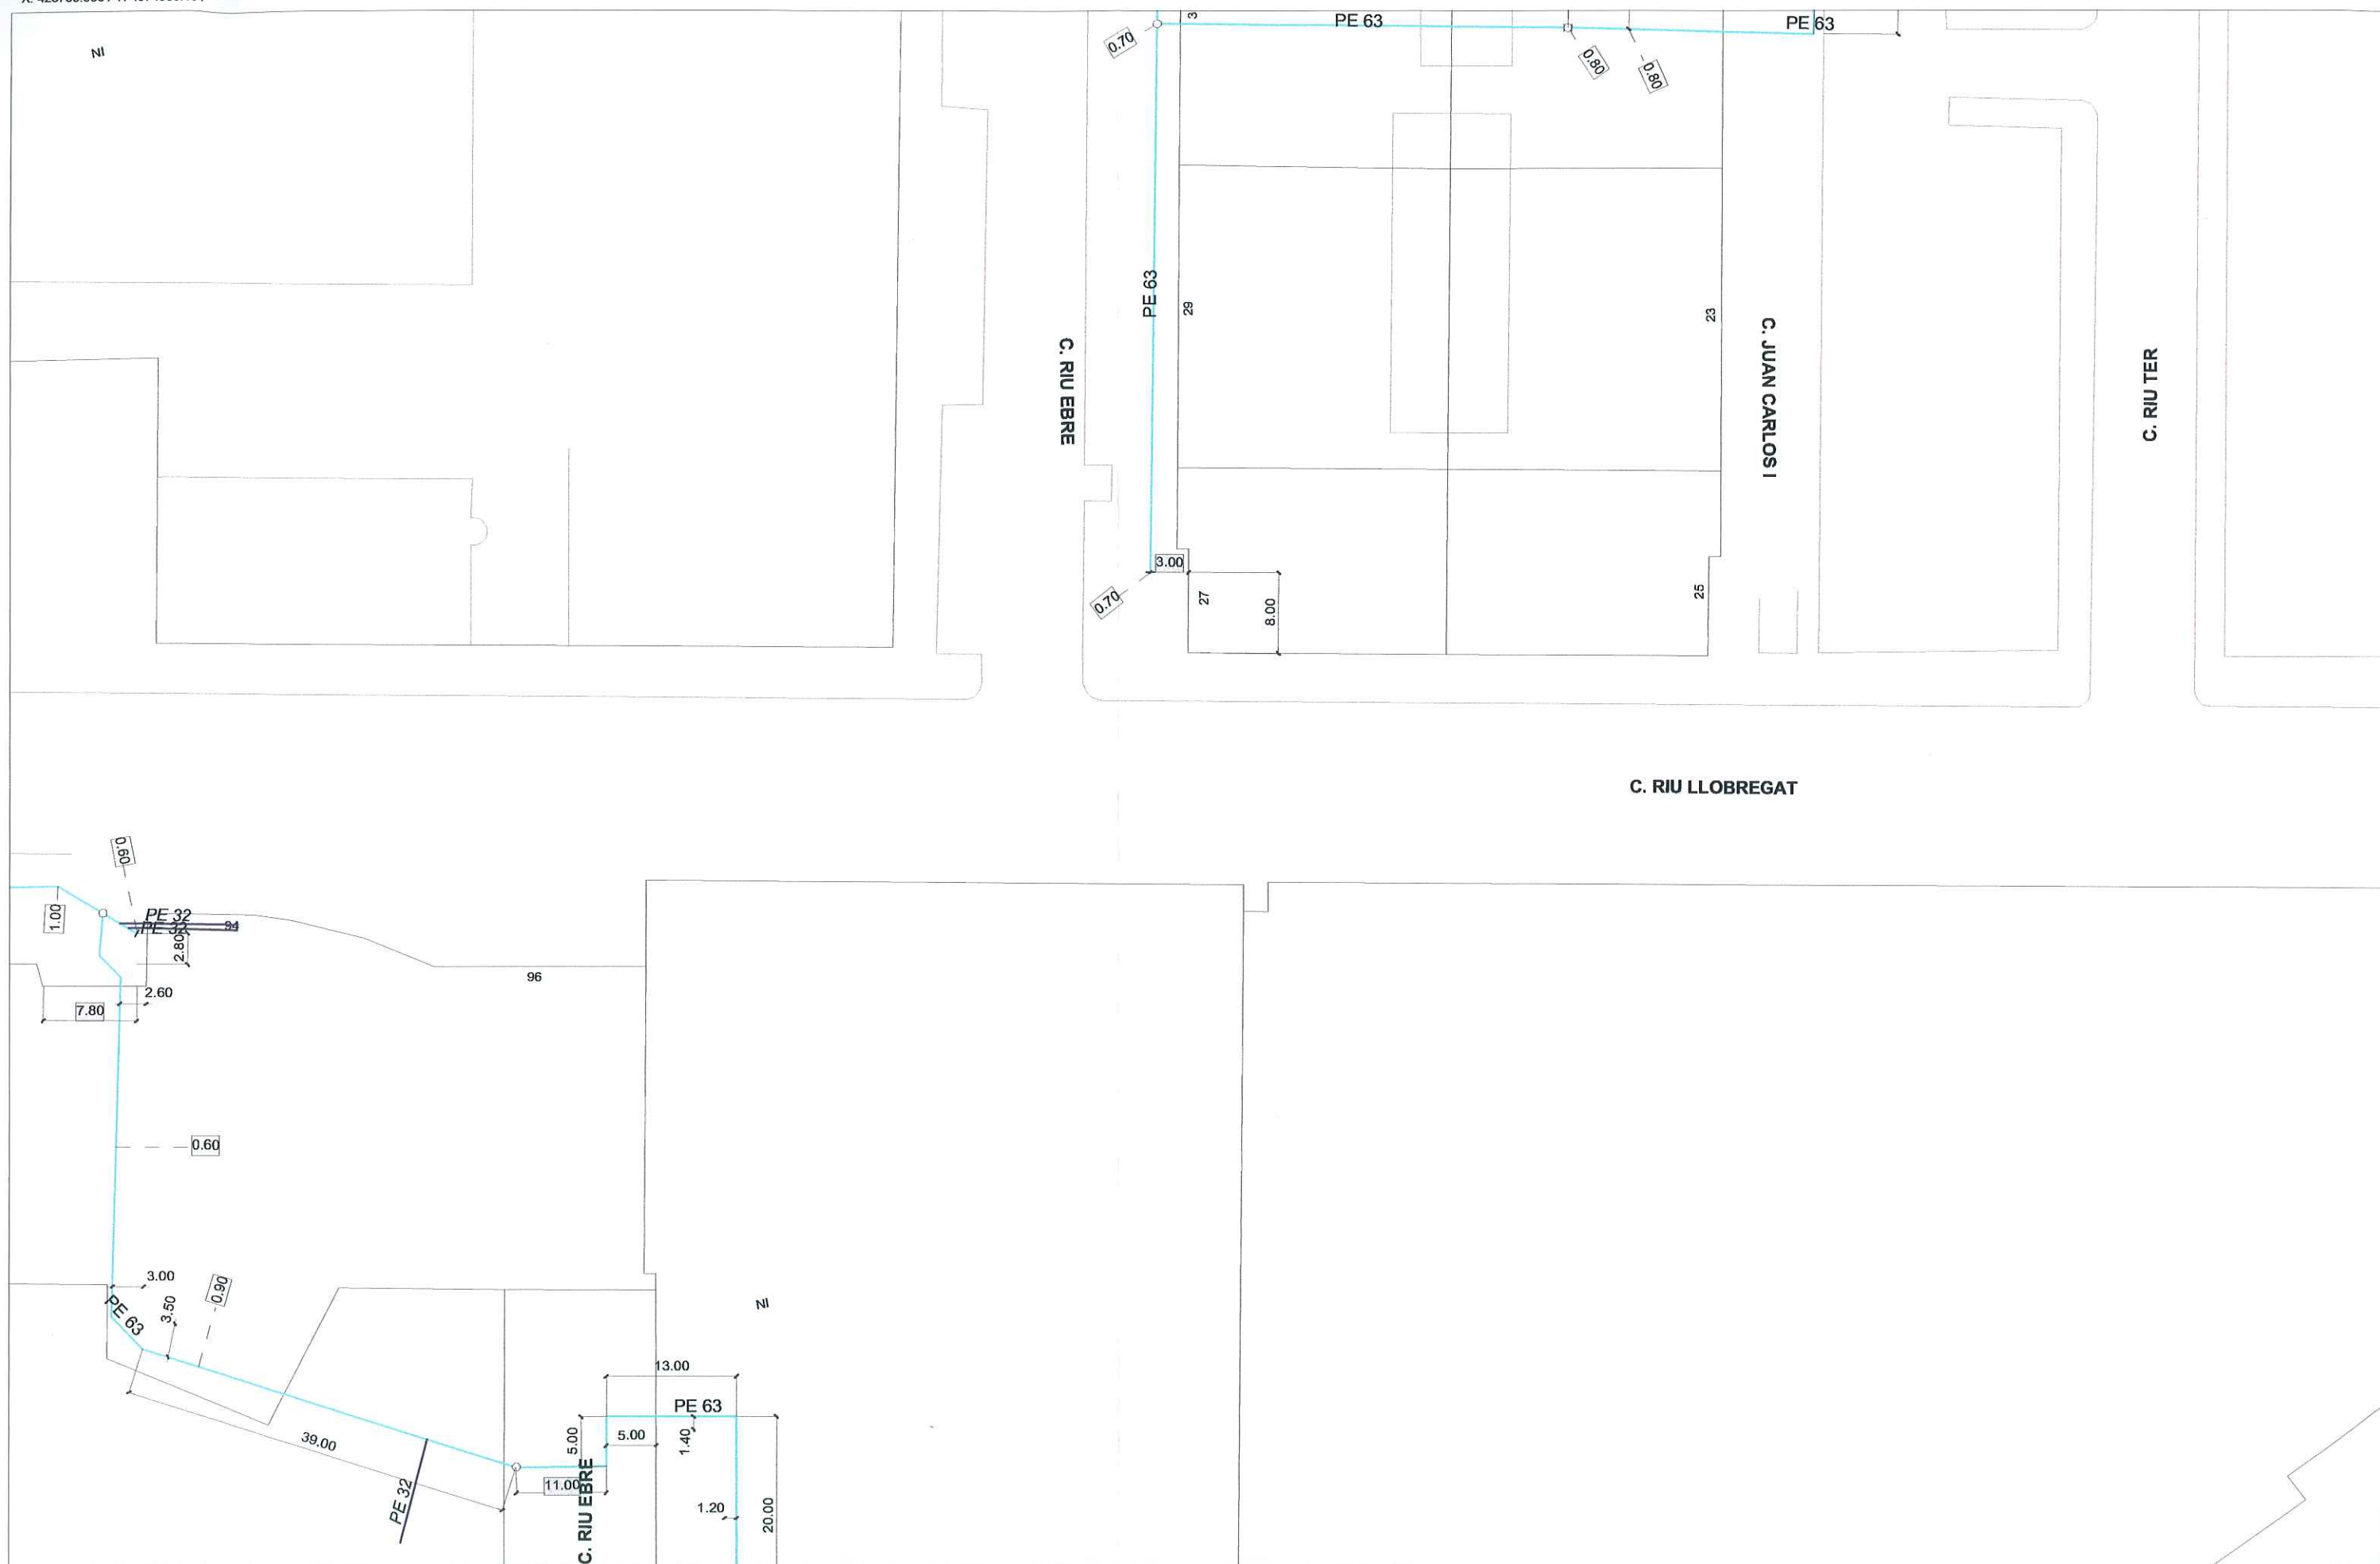 NI
3
PE 63
PE 63
0.70
0.80
0.80
PE 63
29
23
C. RIU EBRE
C. JUAN CARLOS I
C. RIU TER
3.00
0.70
27
8.00
25
C. RIU LLOBREGAT
0.60
1.00
PE 32
PE 32
94
2.80
96
2.60
7.80
0.60
3.00
PE 63
3.50
0.90
NI
13.00
PE 63
39.00
5.00
5.00
1.40
11.00
PE 32
C. RIU EBRE
1.20
20.00